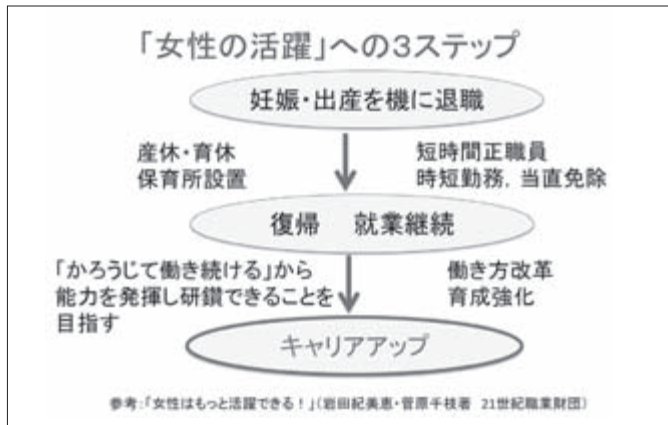 「女性の活躍」への3ステップ
妊娠・出産を機に退職
産休・育休
保育所設置
短時間正職員
時短勤務，当直免除
復帰　就業継続
「かろうじて働き続ける」から
能力を発揮し研鑽できることを
目指す
働き方改革
育成強化
キャリアアップ
参考：「女性はもっと活躍できる！」（岩田紀美恵・菅原千枝著　21世紀職業財団）